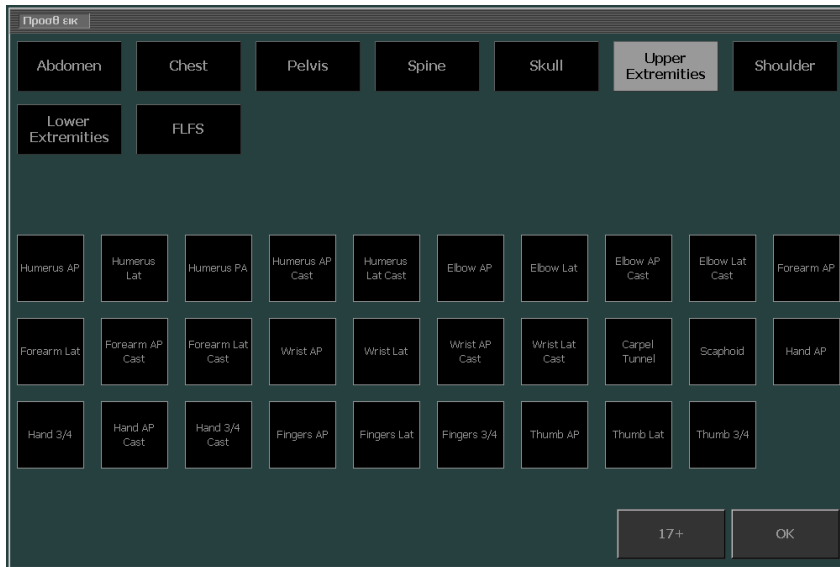 Προσθ εικ
Abdomen
Chest
Pelvis
Spine
Skull
Upper
Extremities
Shoulder
Lower
Extremities
FLFS
Humerus AP
Humerus
Lat
Humerus PA
Humerus AP
Cast
Humerus
Lat Cast
Elbow AP
Elbow Lat
Elbow AP
Cast
Elbow Lat
Cast
Forearm AP
Forearm Lat
Forearm AP
Cast
Forearm Lat
Cast
Wrist AP
Wrist Lat
Wrist AP
Cast
Wrist Lat
Cast
Carpel
Tunnel
Scaphoid
Hand AP
Hand 3/4
Hand AP
Cast
Hand 3/4
Cast
Fingers AP
Fingers Lat
Fingers 3/4
Thumb AP
Thumb Lat
Thumb 3/4
17+
OK